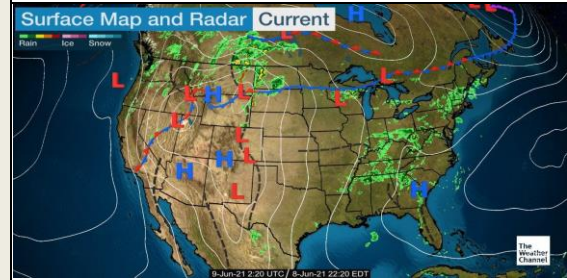 Surface Map and Radar Current
Rain Ice Snow
H
L
L
L
L
L
H
L
L
L
L
L
H
H
L
H
The
Weather
Channel
9-Jun-21 2:20 UTC / 8-Jun-21 22:20 EDT